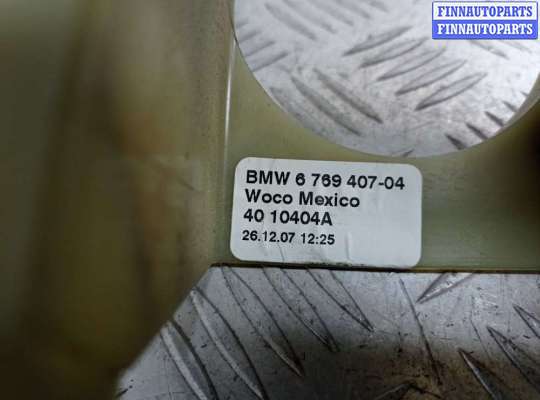 FINNAUTOPARTS
FINNAUTOPARTS
BMW 6 769 407-04
Woco Mexico
40 10404A
26.12.07 12:25